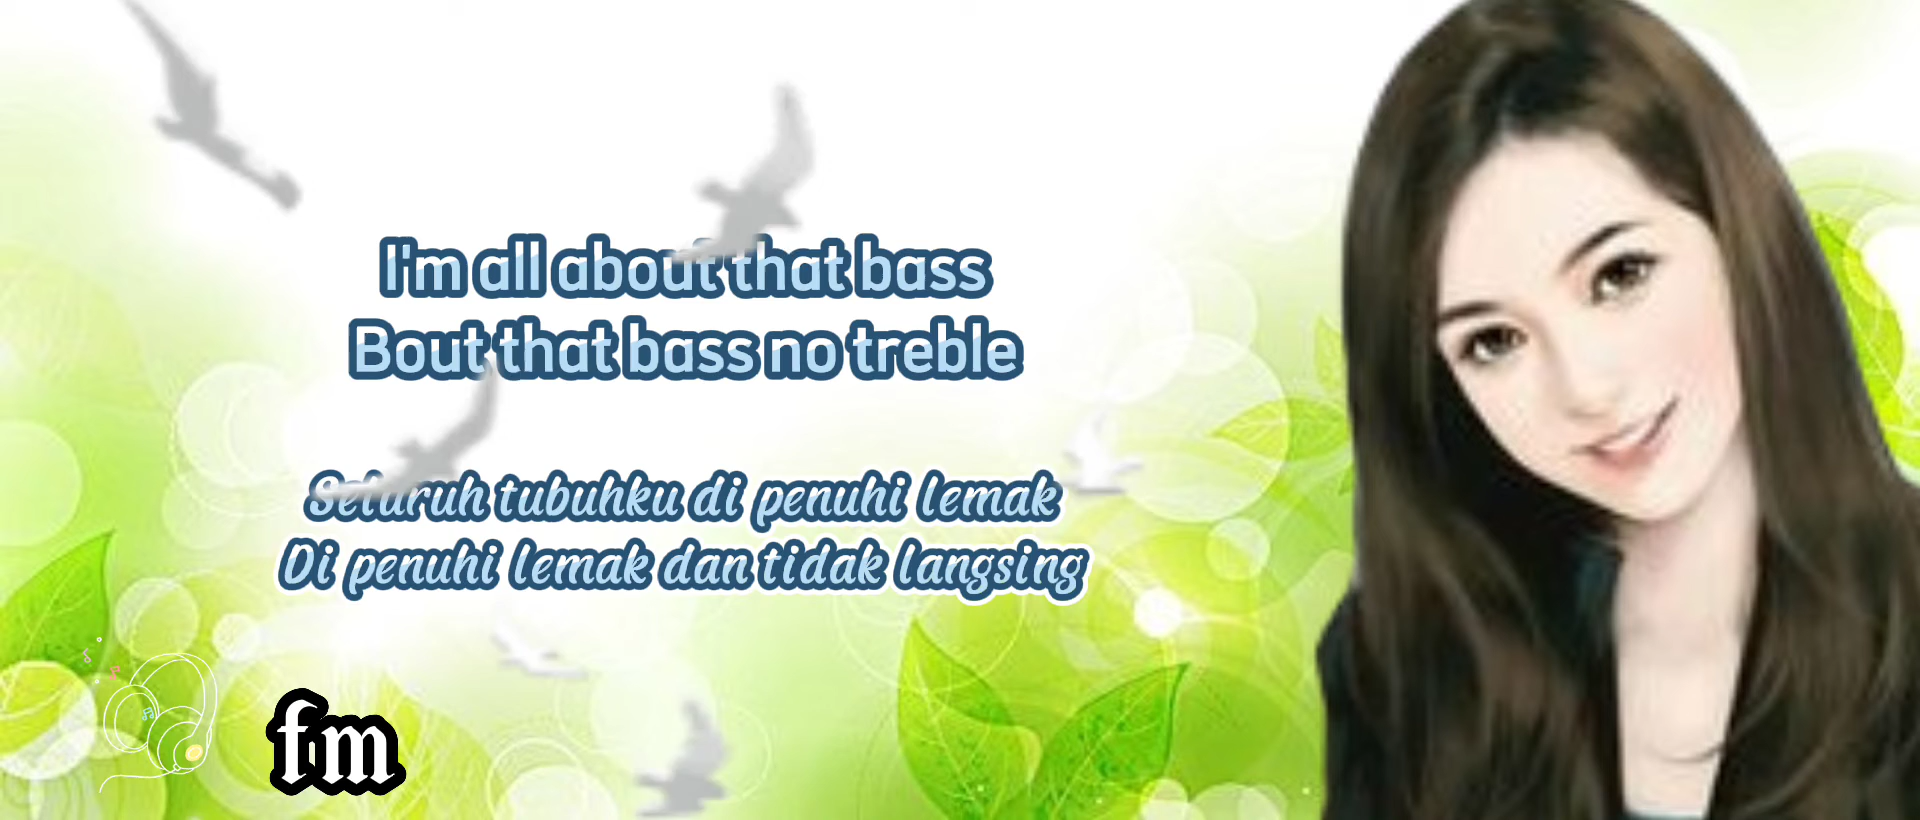 I'm all about that bass
Bout that bass no treble
Seluruh tubuhku di penuhi lemak
Di penuhi lemak dan tidak langsing
fm